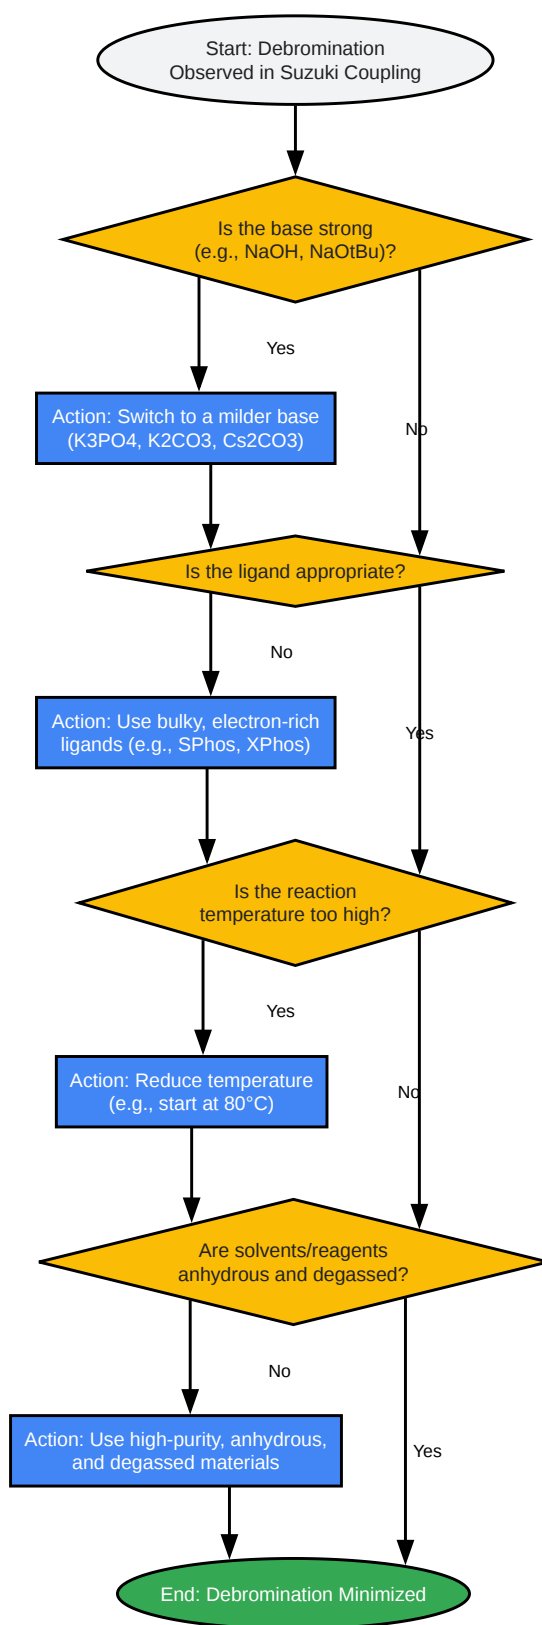 Start: Debromination
Observed in Suzuki Coupling
Is the base strong
(e.g., NaOH, NaOtBu)?
Yes
Action: Switch to a milder base
(K3PO4, K2CO3, Cs2CO3)
No
Is the ligand appropriate?
No
Action: Use bulky, electron-rich
ligands (e.g., SPhos, XPhos)
Yes
Is the reaction
temperature too high?
Yes
Action: Reduce temperature
(e.g., start at 80°C)
No
Are solvents/reagents
anhydrous and degassed?
No
Action: Use high-purity, anhydrous,
and degassed materials
Yes
End: Debromination Minimized